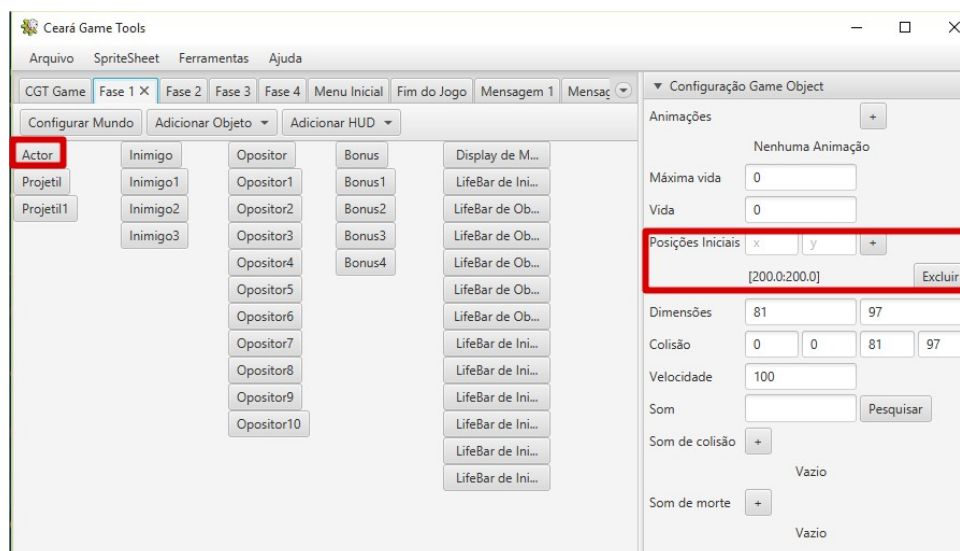 Ceará Game Tools
Arquivo SpriteSheet Ferramentas Ajuda
CGT Game Fase 1 X Fase 2 Fase 3 Fase 4 Menu Inicial Fim do Jogo Mensagem 1 Mensag
Configurar Mundo Adicionar Objeto Adicionar HUD
Actor Inimigo Opositor Bonus Display de M...
Projetil Inimigo1 Opositor1 Bonus1 LifeBar de Ini...
Projetil1 Inimigo2 Opositor2 Bonus2 LifeBar de Ob...
Inimigo3 Opositor3 Bonus3 LifeBar de Ob...
Opositor4 Bonus4 LifeBar de Ob...
Opositor5 LifeBar de Ob...
Opositor6 LifeBar de Ob...
Opositor7 LifeBar de Ini...
Opositor8 LifeBar de Ini...
Opositor9 LifeBar de Ini...
Opositor10 LifeBar de Ini...
LifeBar de Ini...
LifeBar de Ini...
Configuração Game Object
Animações +
Nenhuma Animação
Máxima vida 0
Vida 0
Posições Iniciais x y +
[200.0:200.0] Excluir
Dimensões 81 97
Colisão 0 0 81 97
Velocidade 100
Som Pesquisar
Som de colisão +
Vazio
Som de morte +
Vazio